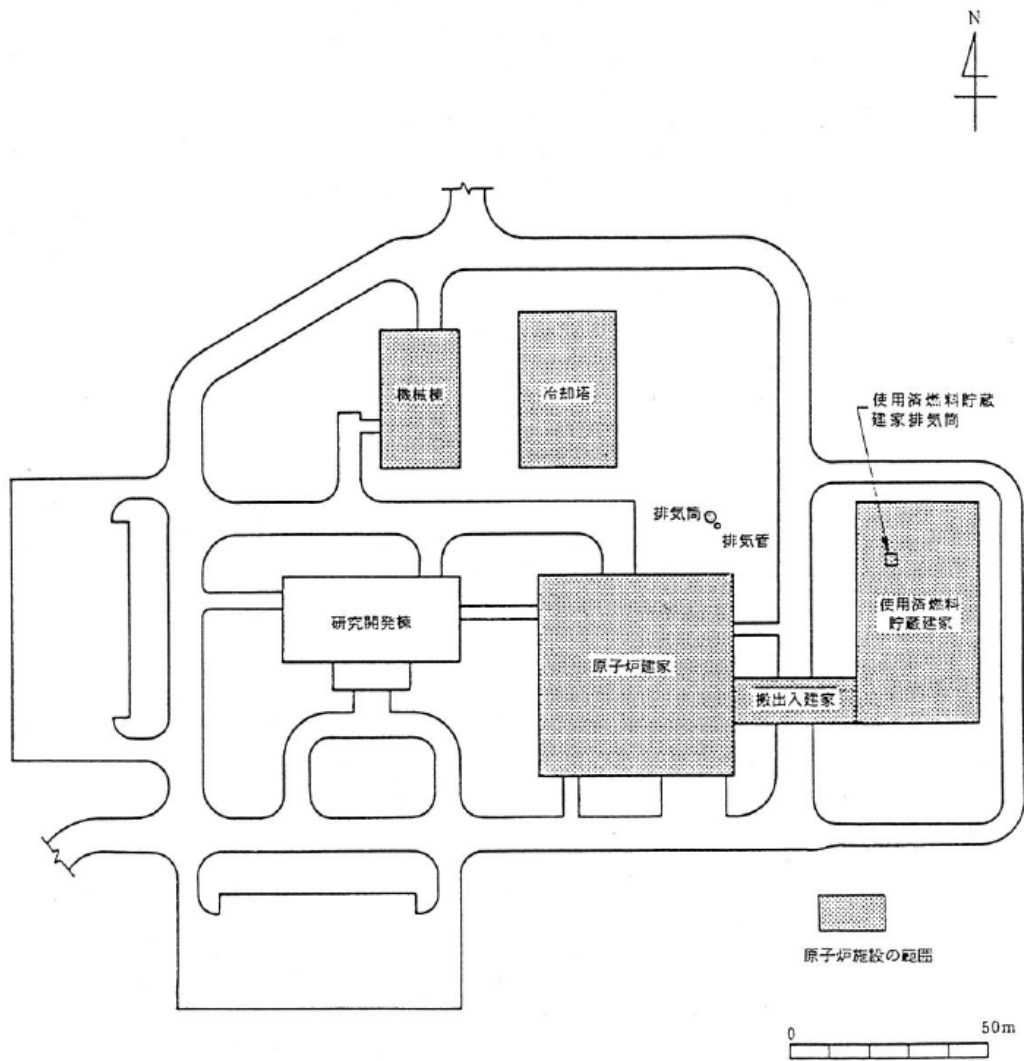 N
機械棟
冷却塔
使用済燃料貯蔵
建家排気筒
排気筒
排気管
研究開発棟
原子炉建家
使用済燃料
貯蔵建家
搬出入建家
原子炉施設の範囲
0
50m